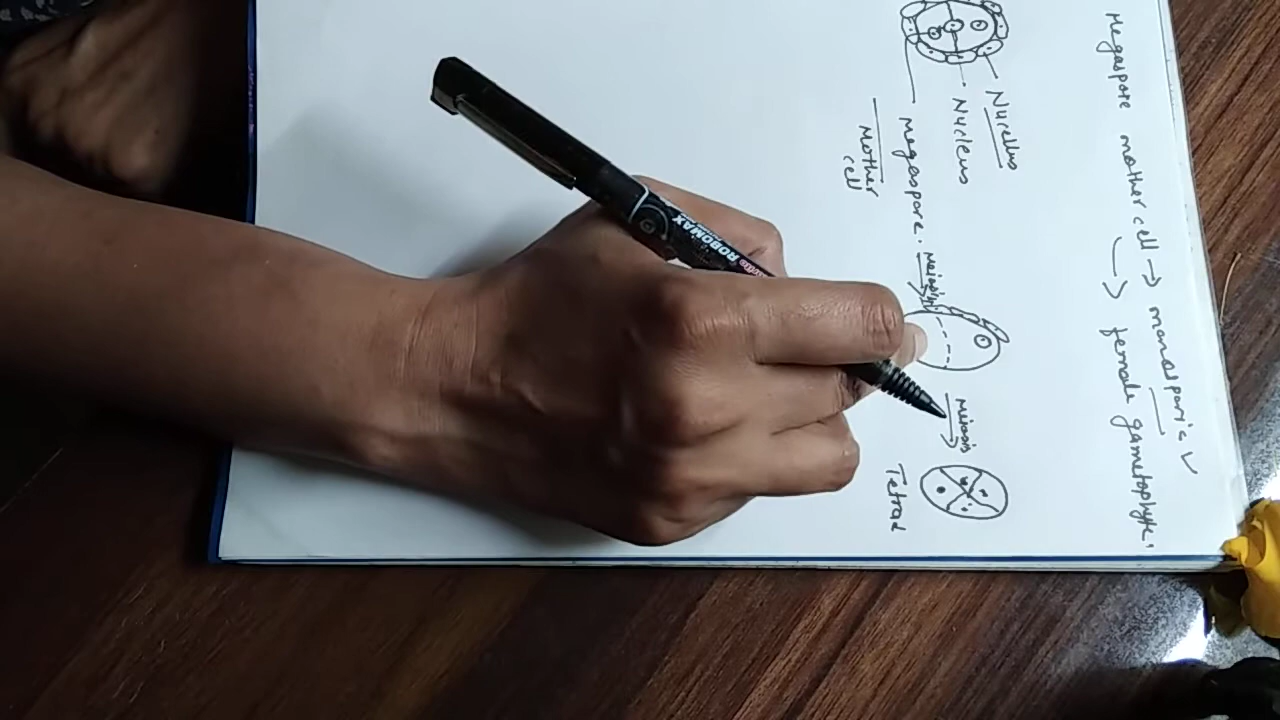 Megaspore mother cell → monosporic ✓
→ female gametophyte,
Nucellus
Nucleus
megaspore.
Mother
cell
Meiosis
Meiosis
Tetrad
ROBOMAX